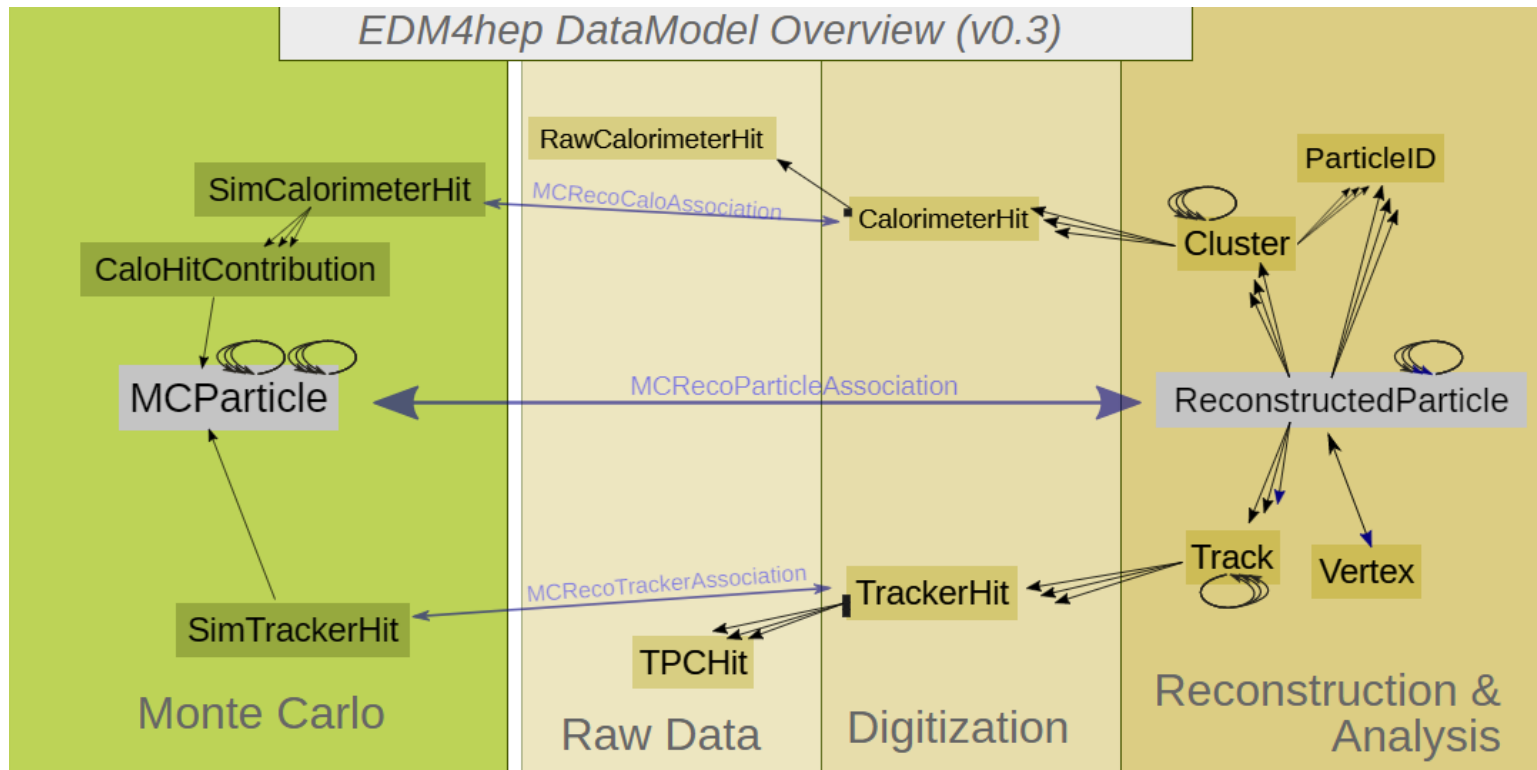 EDM4hep DataModel Overview (v0.3)
RawCalorimeterHit
ParticleID
SimCalorimeterHit
MCRecoCaloAssociation
CalorimeterHit
Cluster
CaloHitContribution
MCParticle
MCRecoParticleAssociation
ReconstructedParticle
Track
Vertex
MCRecoTrackerAssociation
TrackerHit
SimTrackerHit
TPCHit
Monte Carlo
Raw Data
Digitization
Reconstruction &
Analysis